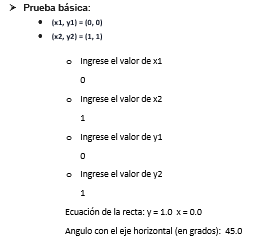 ➤ Prueba básica:
• (x1, y1) = (0, 0)
• (x2, y2) = (1, 1)
o Ingrese el valor de x1
0
o Ingrese el valor de x2
1
o Ingrese el valor de y1
0
o Ingrese el valor de y2
1
Ecuación de la recta: y = 1.0 x = 0.0
Angulo con el eje horizontal (en grados): 45.0